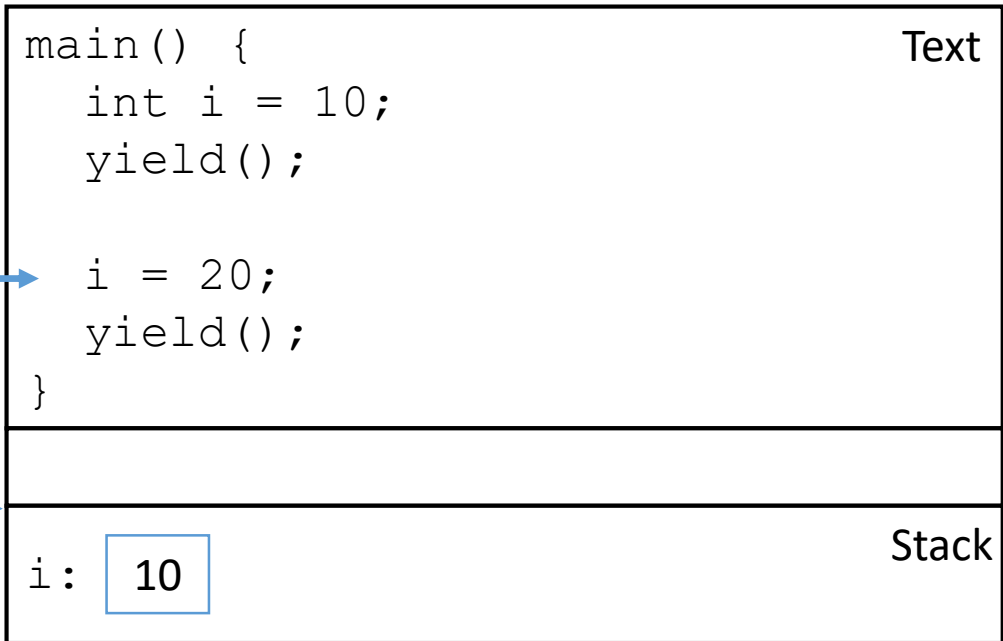 main() {
Text
int i = 10;
yield();
i = 20;
yield();
}
Stack
i: 10